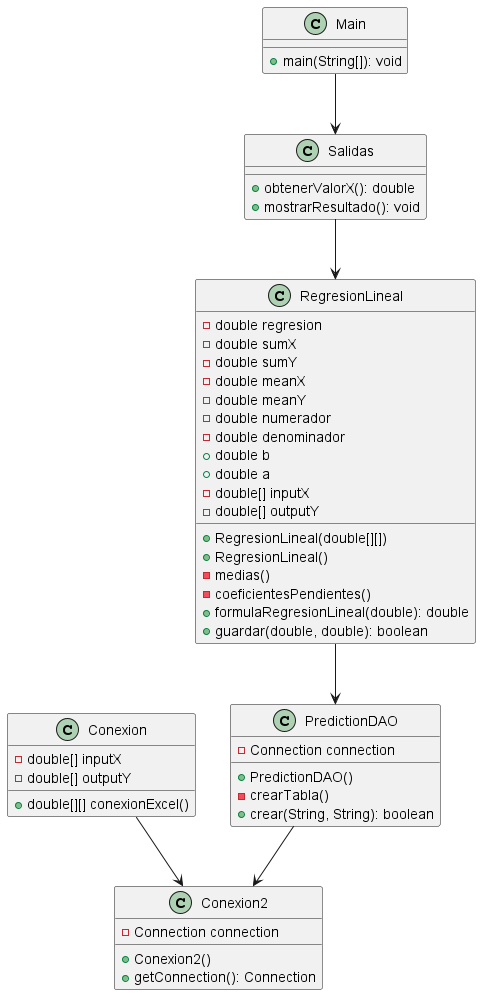 C Main
main(String[]): void
C Salidas
obtenerValorX(): double
mostrarResultado(): void
C RegresionLineal
double regresion
double sumX
double sumY
double meanX
double meanY
double numerador
double denominador
double b
double a
double[] inputX
double[] outputY
RegresionLineal(double[][])
RegresionLineal()
medias()
coeficientesPendientes()
formulaRegresionLineal(double): double
guardar(double, double): boolean
C Conexion
double[] inputX
double[] outputY
double[][] conexionExcel()
C PredictionDAO
Connection connection
PredictionDAO()
crearTabla()
crear(String, String): boolean
C Conexion2
Connection connection
Conexion2()
getConnection(): Connection